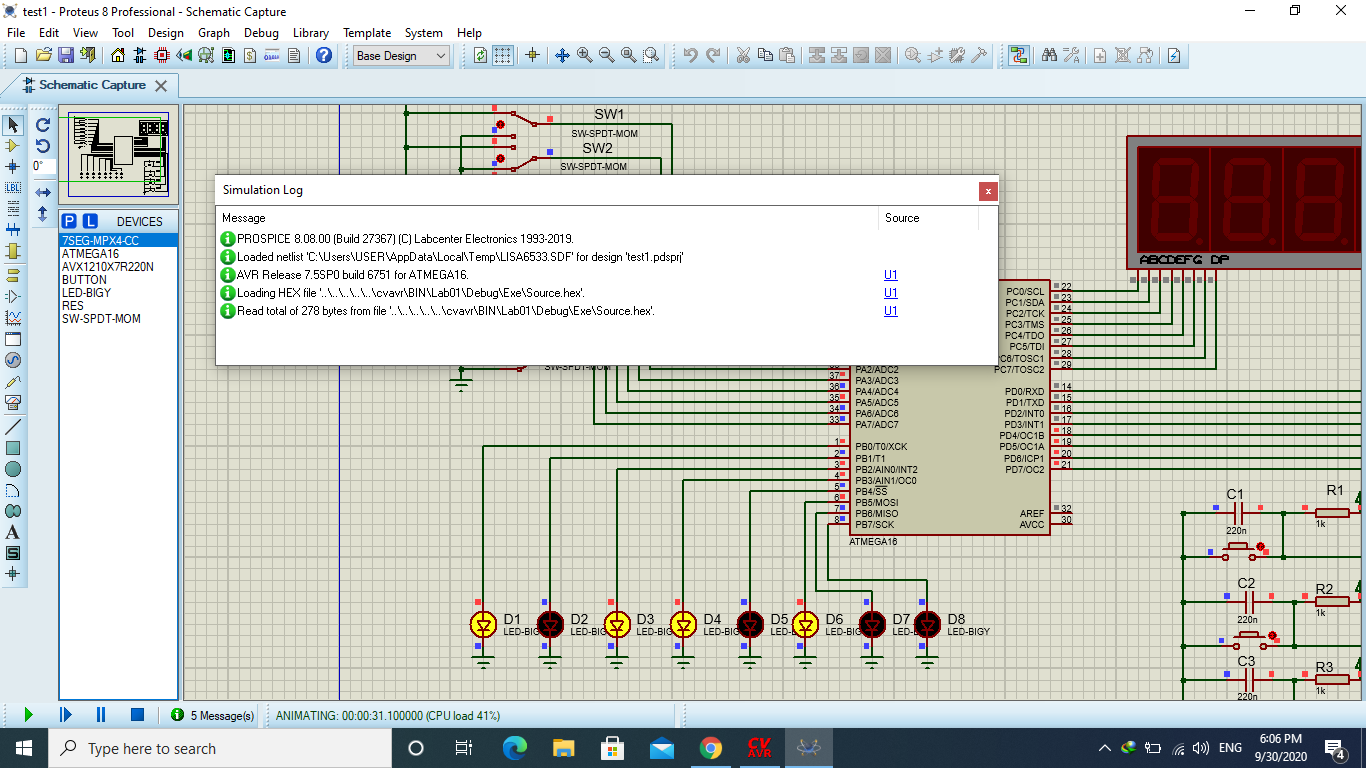 test1 - Proteus 8 Professional - Schematic Capture
File Edit View Tool Design Graph Debug Library Template System Help
Base Design
Schematic Capture
0°
LBL
P L DEVICES
7SEG-MPX4-CC
ATMEGA16
AVX1210X7R220N
BUTTON
LED-BIGY
RES
SW-SPDT-MOM
SW1
SW-SPDT-MOM
SW2
SW-SPDT-MOM
Simulation Log
Message Source
PROSPICE 8.08.00 (Build 27367) (C) Labcenter Electronics 1993-2019.
Loaded netlist 'C:\Users\USER\AppData\Local\Temp\LISA6533.SDF' for design 'test1.pdsprj'
AVR Release 7.5SP0 build 6751 for ATMEGA16. U1
Loading HEX file '..\..\..\..\..\cvavr\BIN\Lab01\Debug\Exe\Source.hex'. U1
Read total of 278 bytes from file '..\..\..\..\..\cvavr\BIN\Lab01\Debug\Exe\Source.hex'. U1
SW-SPDT-MOM
ABCDEFG DP
PC0/SCL 22
PC1/SDA 23
PC2/TCK 24
PC3/TMS 25
PC4/TDO 26
PC5/TDI 27
PC6/TOSC1 28
PC7/TOSC2 29
PA2/ADC2
37 PA3/ADC3
36 PA4/ADC4
35 PA5/ADC5
34 PA6/ADC6
33 PA7/ADC7
PD0/RXD 14
PD1/TXD 15
PD2/INT0 16
PD3/INT1 17
PD4/OC1B 18
PD5/OC1A 19
PD6/ICP1 20
PD7/OC2 21
1 PB0/T0/XCK
2 PB1/T1
3 PB2/AIN0/INT2
4 PB3/AIN1/OC0
5 PB4/SS
6 PB5/MOSI
7 PB6/MISO
8 PB7/SCK
AREF 32
AVCC 30
ATMEGA16
C1
220n
R1
1k
C2
220n
R2
1k
C3
220n
R3
1k
D1
LED-BIGY
D2
LED-BIG
D3
LED-BIG
D4
LED-BIG
D5
LED-
D6
LED-BIG
D7
LED-
D8
LED-BIGY
5 Message(s)
ANIMATING: 00:00:31.100000 (CPU load 41%)
Type here to search
CV
AVR
ENG
6:06 PM
9/30/2020
4